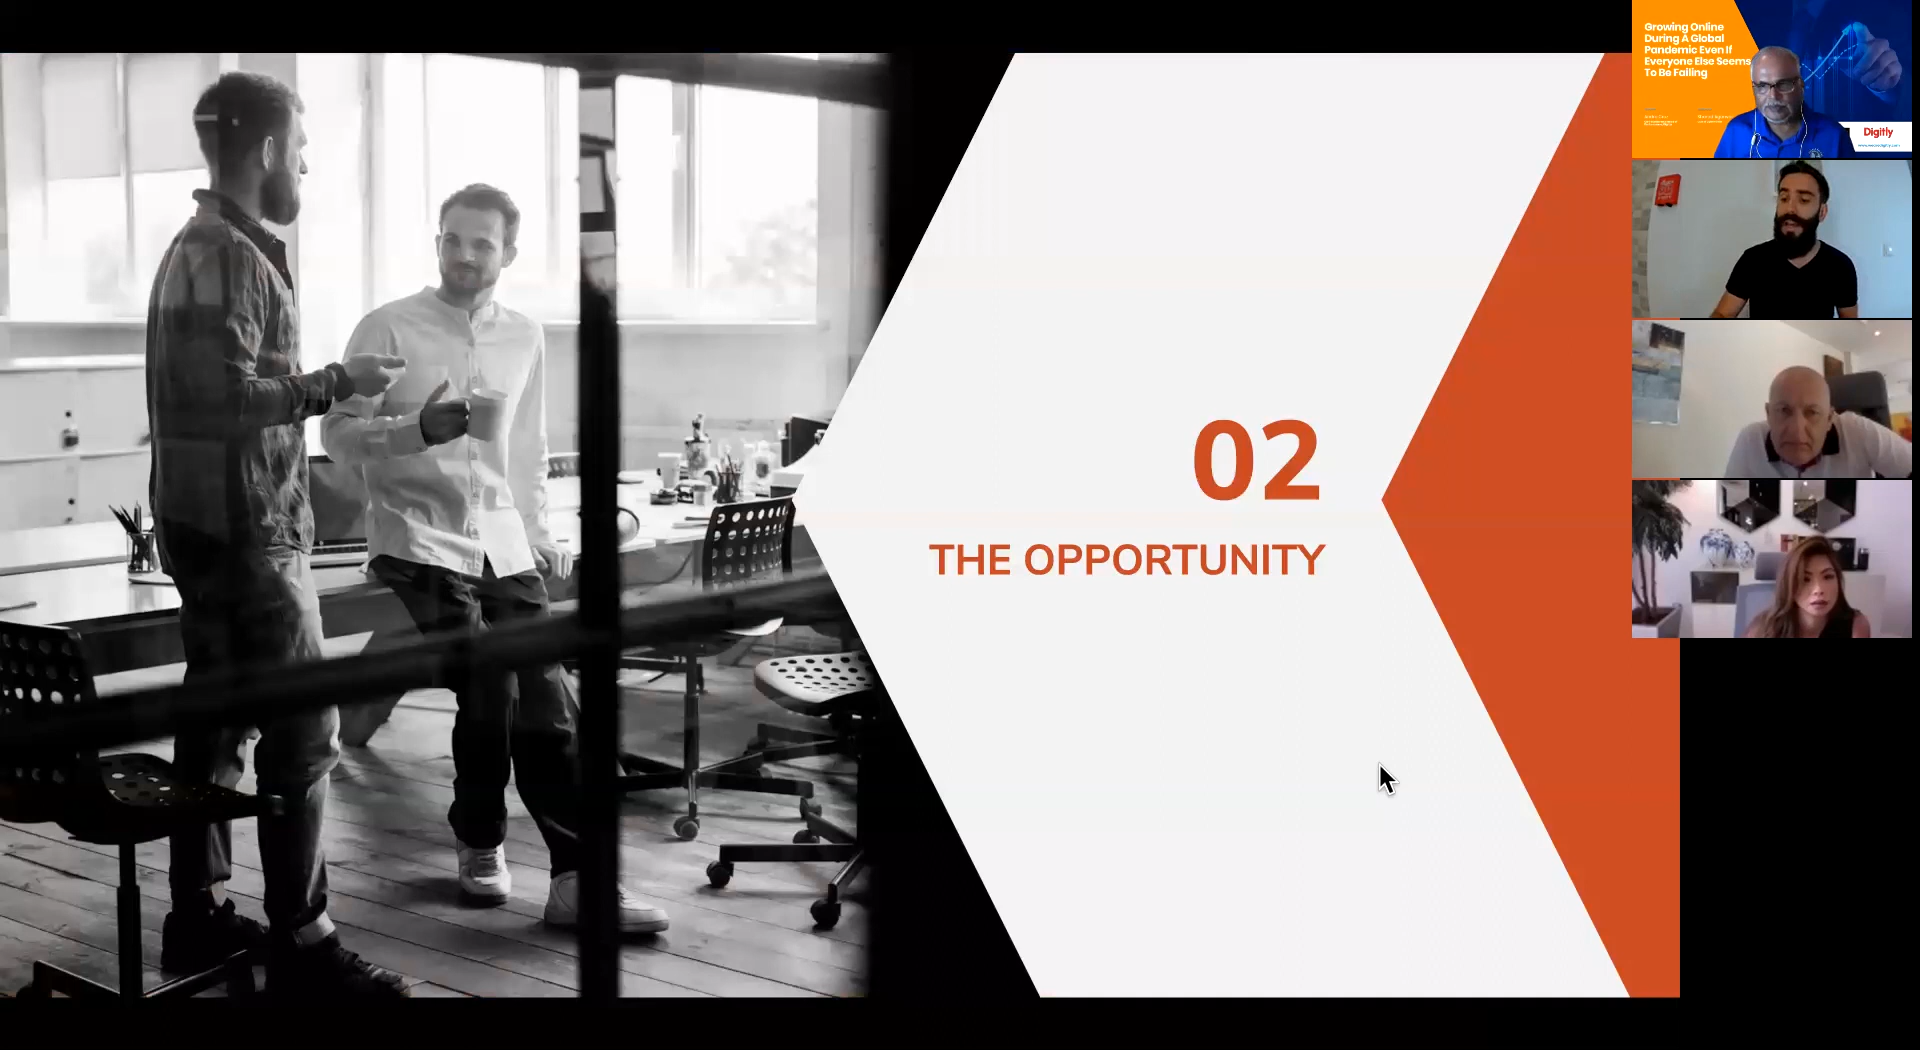 02
THE OPPORTUNITY
Growing Online
During A Global
Pandemic Even If
Everyone Else Seems
To Be Failing
Digitly